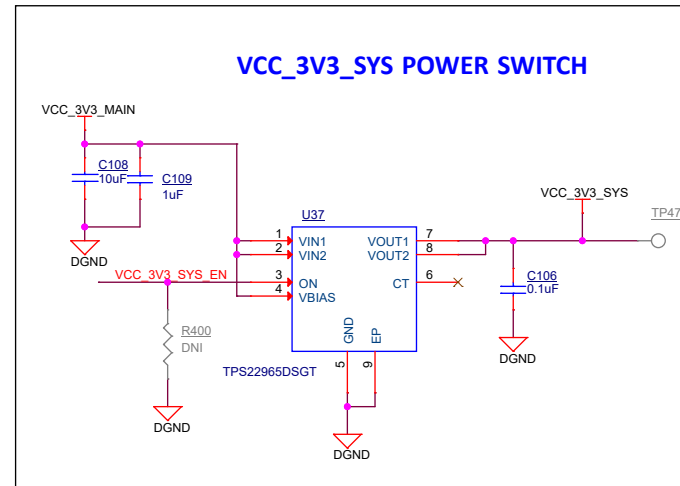 VCC_3V3_SYS POWER SWITCH
VCC_3V3_MAIN
C108
10uF
C109
1uF
DGND
VCC_3V3_SYS_EN
R400
DNI
DGND
U37
1 VIN1
2 VIN2
3 ON
4 VBIAS
VOUT1 7
VOUT2 8
CT 6
GND
EP
5
9
TPS22965DSGT
DGND
VCC_3V3_SYS
TP47
C106
0.1uF
DGND